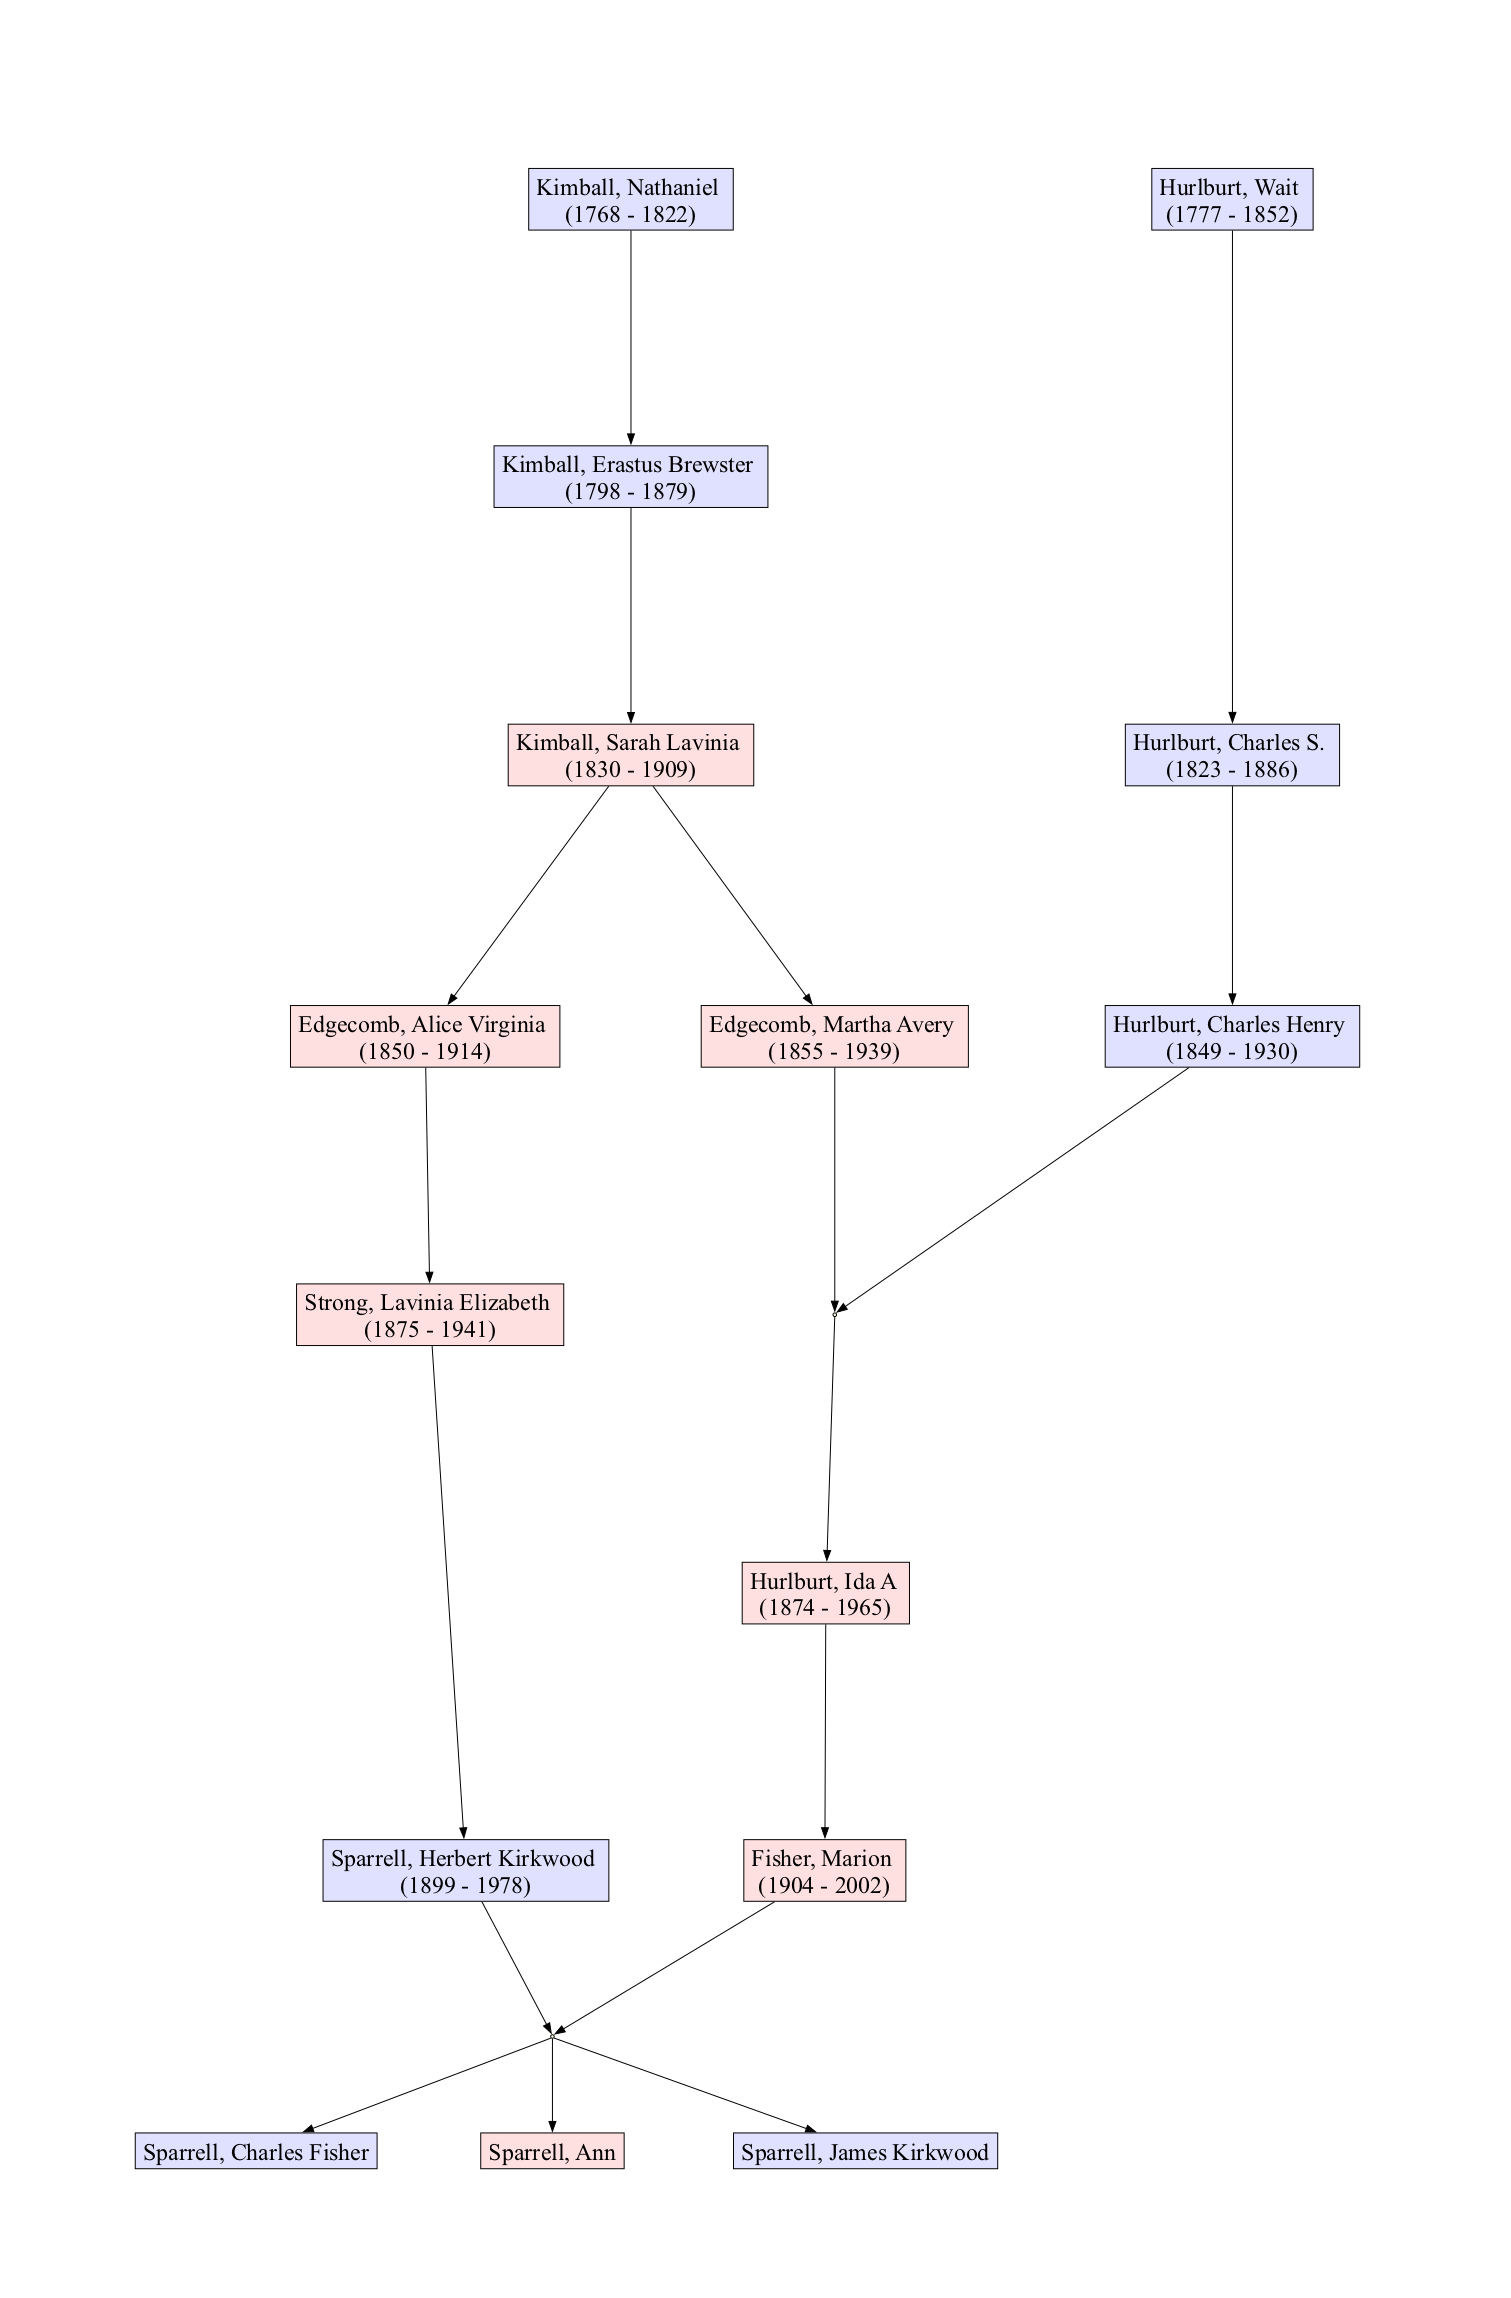 Kimball, Nathaniel
(1768 - 1822)
Hurlburt, Wait
(1777 - 1852)
Kimball, Erastus Brewster
(1798 - 1879)
Kimball, Sarah Lavinia
(1830 - 1909)
Hurlburt, Charles S.
(1823 - 1886)
Edgecomb, Alice Virginia
(1850 - 1914)
Edgecomb, Martha Avery
(1855 - 1939)
Hurlburt, Charles Henry
(1849 - 1930)
Strong, Lavinia Elizabeth
(1875 - 1941)
Hurlburt, Ida A
(1874 - 1965)
Sparrell, Herbert Kirkwood
(1899 - 1978)
Fisher, Marion
(1904 - 2002)
Sparrell, Charles Fisher
Sparrell, Ann
Sparrell, James Kirkwood